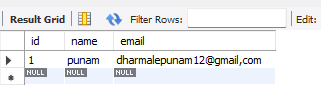 Result Grid Filter Rows: Edit:
id name email
1 punam dharmalepunam12@gmail,com
NULL NULL NULL